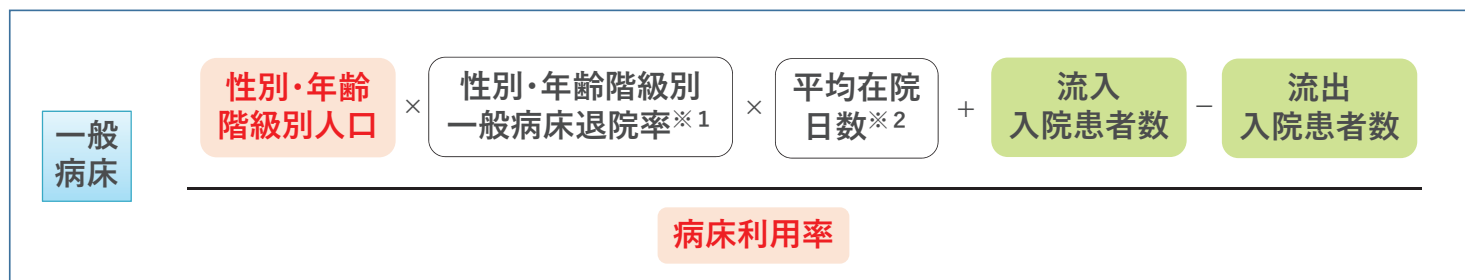 一般
病床
性別・年齢
階級別人口
×
性別・年齢階級別
一般病床退院率※1
×
平均在院
日数※2
+
流入
入院患者数
−
流出
入院患者数
病床利用率